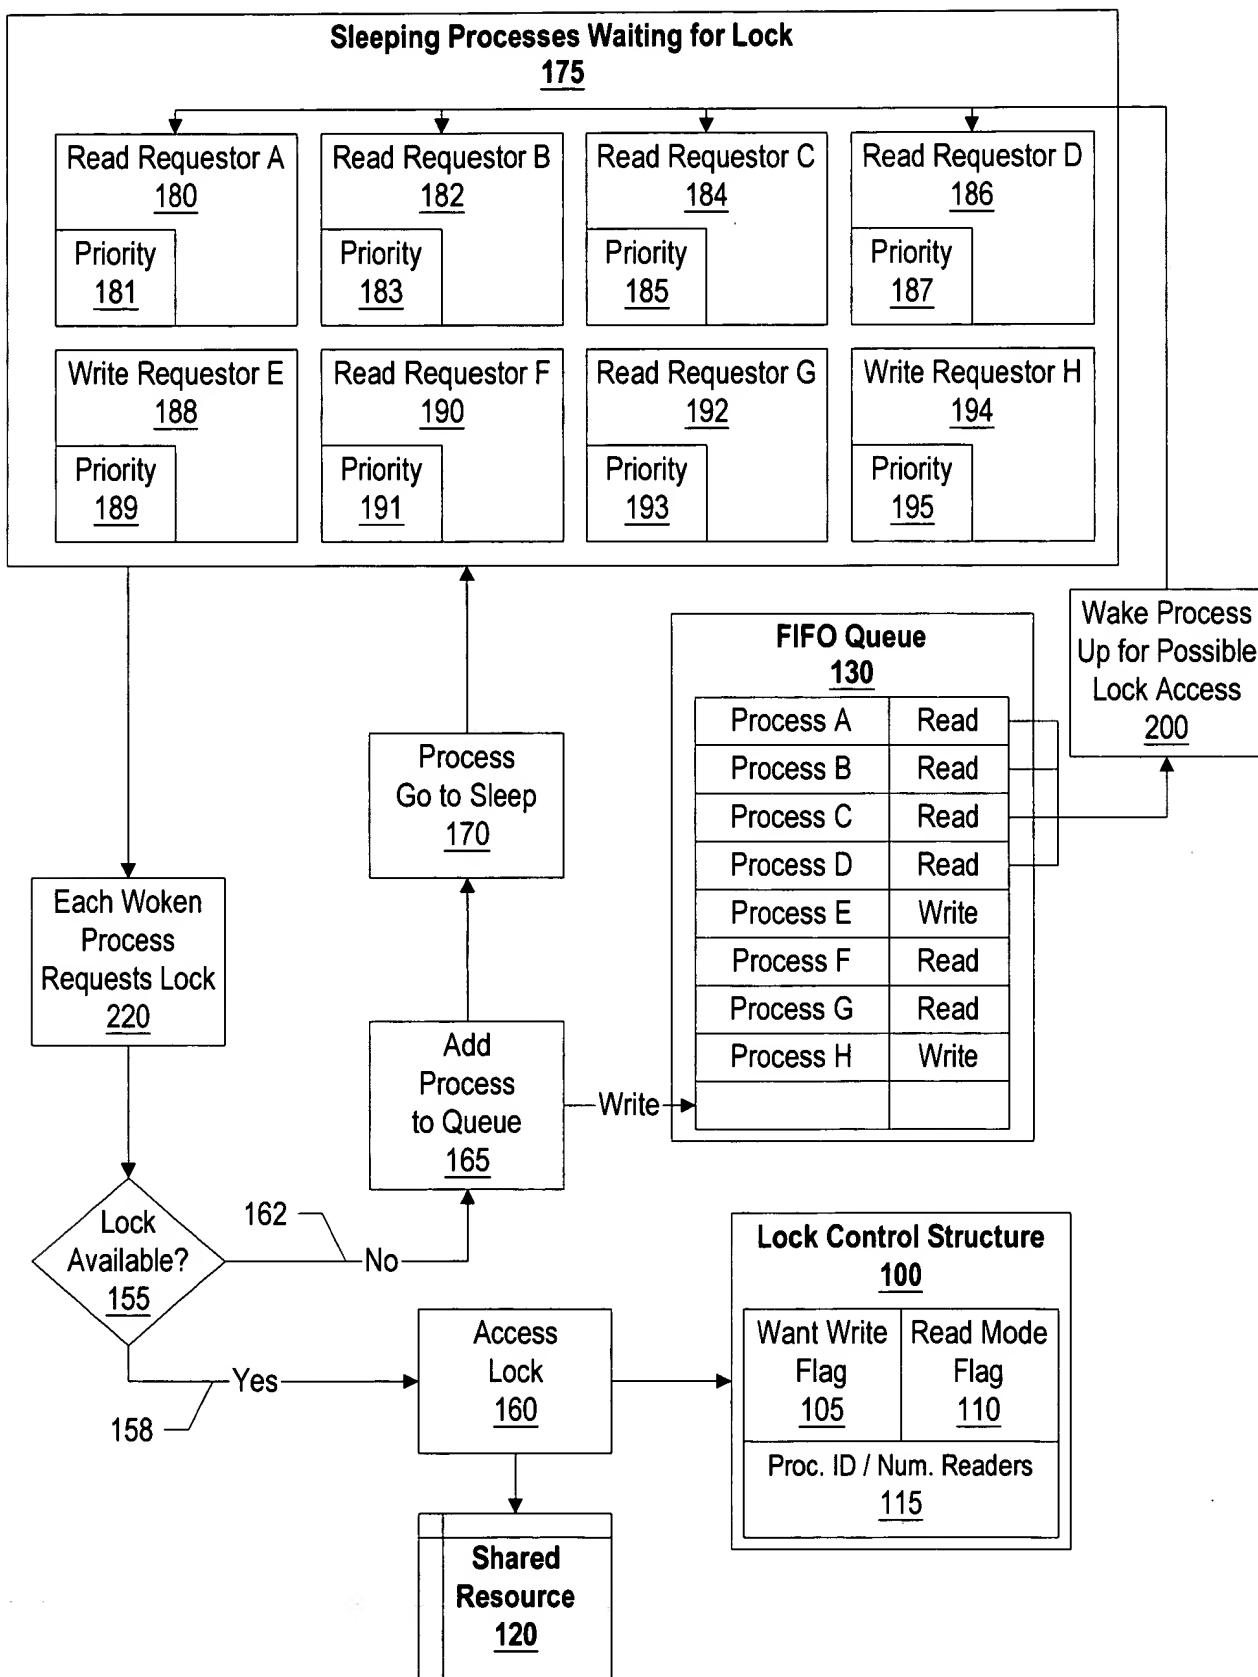 Sleeping Processes Waiting for Lock
175
Read Requestor A
180
Priority
181
Read Requestor B
182
Priority
183
Read Requestor C
184
Priority
185
Read Requestor D
186
Priority
187
Write Requestor E
188
Priority
189
Read Requestor F
190
Priority
191
Read Requestor G
192
Priority
193
Write Requestor H
194
Priority
195
Wake Process
Up for Possible
Lock Access
200
FIFO Queue
130
Process A Read
Process B Read
Process C Read
Process D Read
Process E Write
Process F Read
Process G Read
Process H Write
Process
Go to Sleep
170
Each Woken
Process
Requests Lock
220
Add
Process
to Queue
165
Write
Lock
Available?
155
162
No
158
Yes
Access
Lock
160
Lock Control Structure
100
Want Write
Flag
105
Read Mode
Flag
110
Proc. ID / Num. Readers
115
Shared
Resource
120